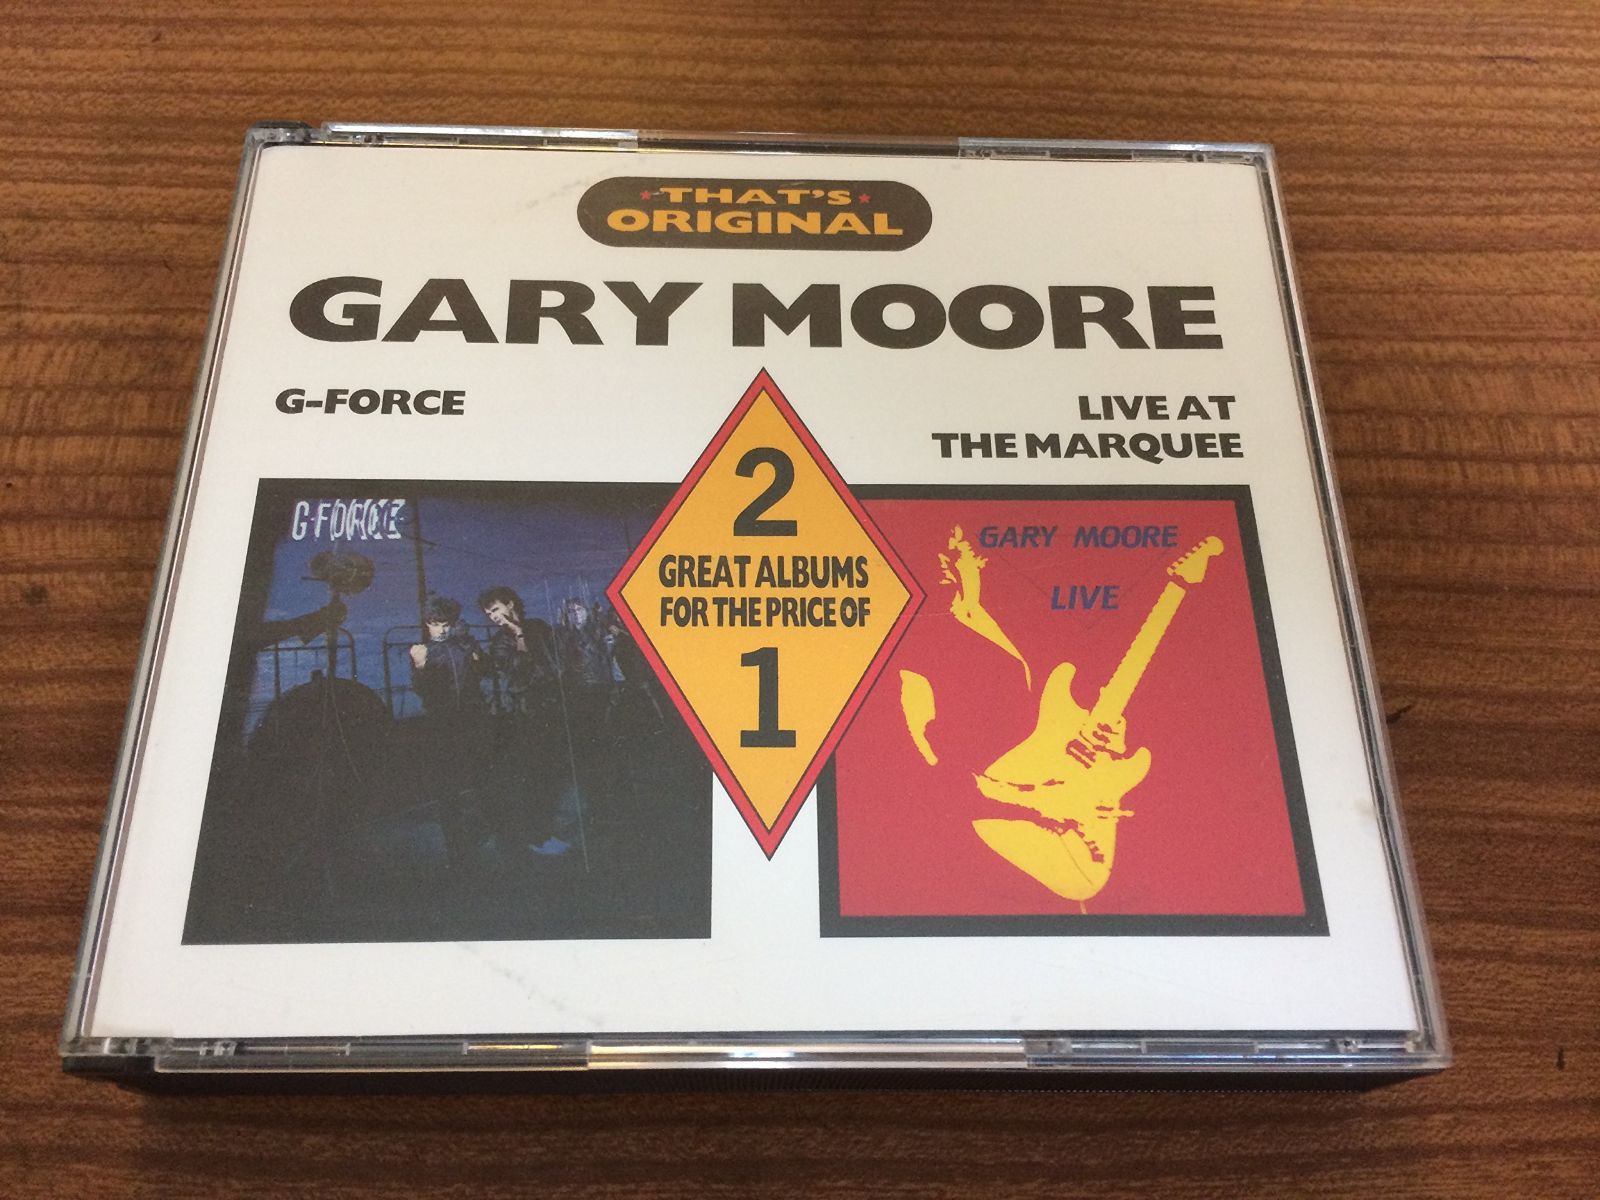 THAT'S
ORIGINAL
GARY MOORE
G-FORCE
LIVE AT
THE MARQUEE
2
GREAT ALBUMS
FOR THE PRICE OF
1
G·FORCE
GARY MOORE
LIVE